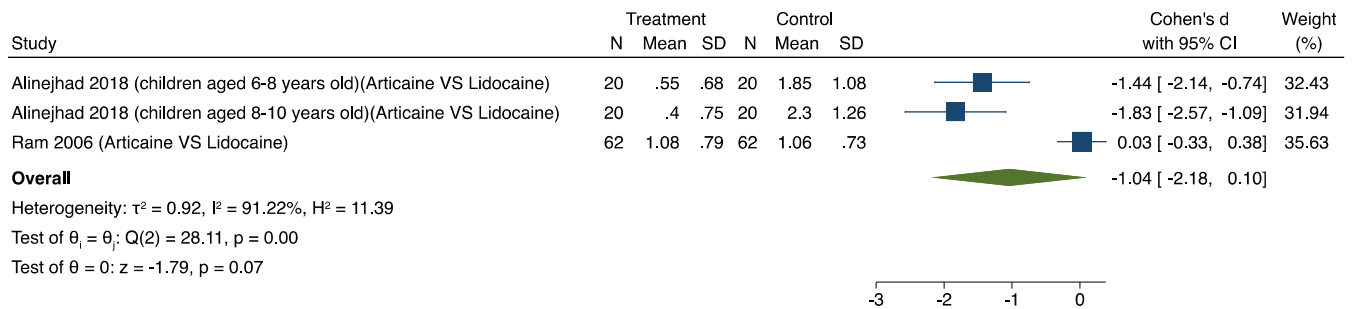 Treatment Control Cohen's d Weight
Study N Mean SD N Mean SD with 95% CI (%)
Alinejhad 2018 (children aged 6-8 years old)(Articaine VS Lidocaine) 20 .55 .68 20 1.85 1.08 -1.44 [ -2.14, -0.74] 32.43
Alinejhad 2018 (children aged 8-10 years old)(Articaine VS Lidocaine) 20 .4 .75 20 2.3 1.26 -1.83 [ -2.57, -1.09] 31.94
Ram 2006 (Articaine VS Lidocaine) 62 1.08 .79 62 1.06 .73 0.03 [ -0.33, 0.38] 35.63
Overall -1.04 [ -2.18, 0.10]
Heterogeneity: τ² = 0.92, I² = 91.22%, H² = 11.39
Test of θᵢ = θⱼ: Q(2) = 28.11, p = 0.00
Test of θ = 0: z = -1.79, p = 0.07
-3 -2 -1 0